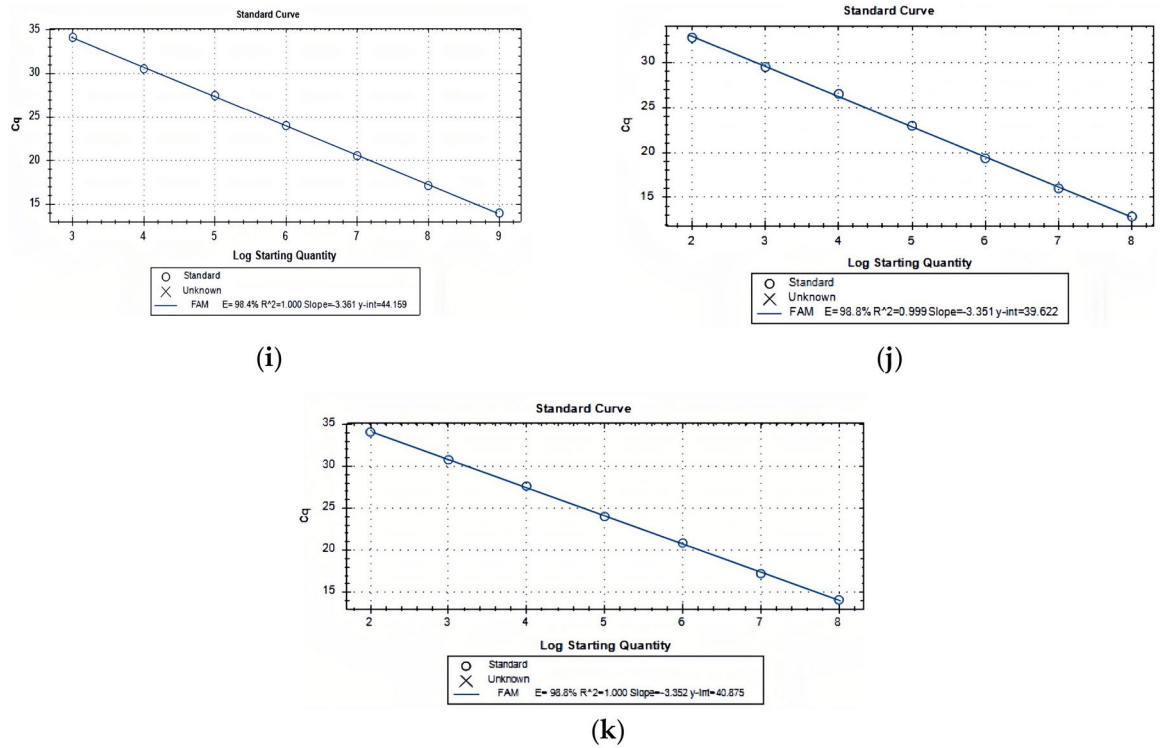 Standard Curve
35
30
25
20
15
Cq
3 4 5 6 7 8 9
Log Starting Quantity
Standard
Unknown
FAM E= 98.4% R^2=1.000 Slope=-3.361 y-int=44.159
(i)
Standard Curve
30
25
20
15
Cq
2 3 4 5 6 7 8
Log Starting Quantity
Standard
Unknown
FAM E= 98.8% R^2=0.999 Slope=-3.351 y-int=39.622
(j)
Standard Curve
35
30
25
20
15
Cq
2 3 4 5 6 7 8
Log Starting Quantity
Standard
Unknown
FAM E= 98.8% R^2=1.000 Slope=-3.352 y-int=40.875
(k)